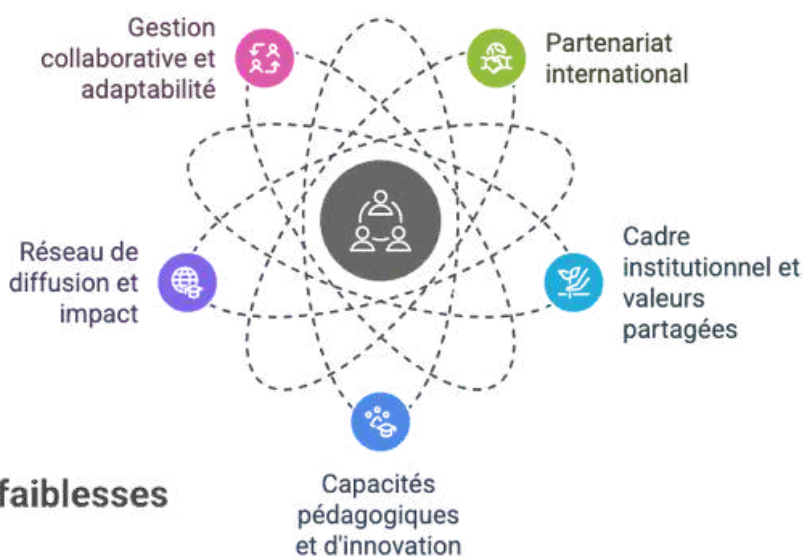 Gestion
collaborative et
adaptabilité
Partenariat
international
Réseau de
diffusion et
impact
Cadre
institutionnel et
valeurs
partagées
faiblesses
Capacités
pédagogiques
et d'innovation